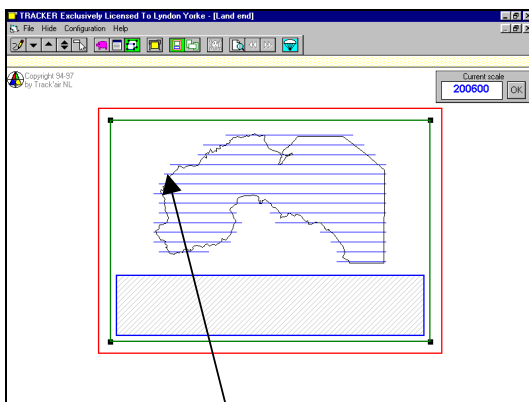 TRACKER Exclusively Licensed To Lyndon Yorke - [Land end]
File Hide Configuration Help
Copyright 94-97
by Track'air NL
Current scale
200600 OK